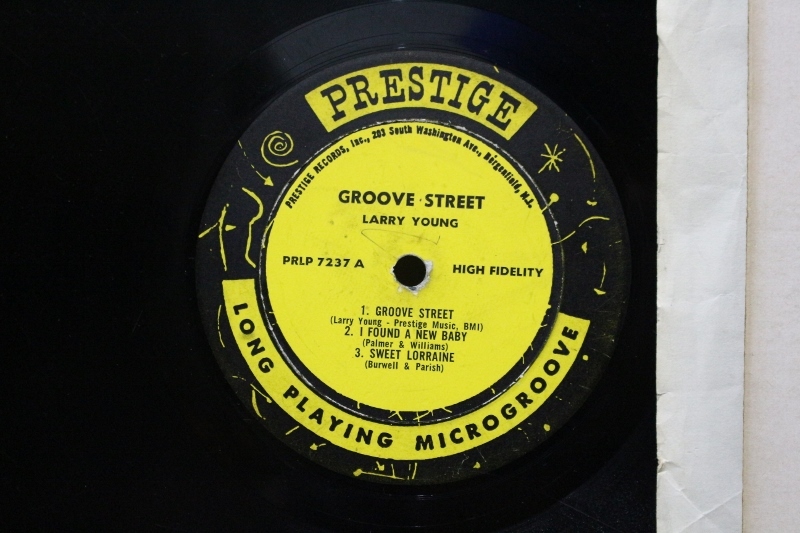 PRESTIGE
PRESTIGE RECORDS, Inc., 203 South Washington Ave., Bergenfield, N.J.
GROOVE STREET
LARRY YOUNG
PRLP 7237 A
HIGH FIDELITY
1. GROOVE STREET
(Larry Young - Prestige Music, BMI)
2. I FOUND A NEW BABY
(Palmer & Williams)
3. SWEET LORRAINE
(Burwell & Parish)
LONG PLAYING MICROGROOVE